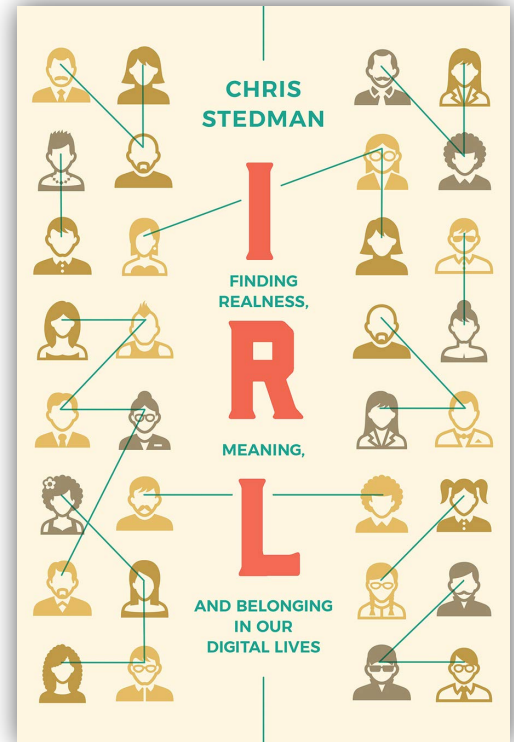 CHRIS
STEDMAN
I
FINDING
REALNESS,
R
MEANING,
L
AND BELONGING
IN OUR
DIGITAL LIVES